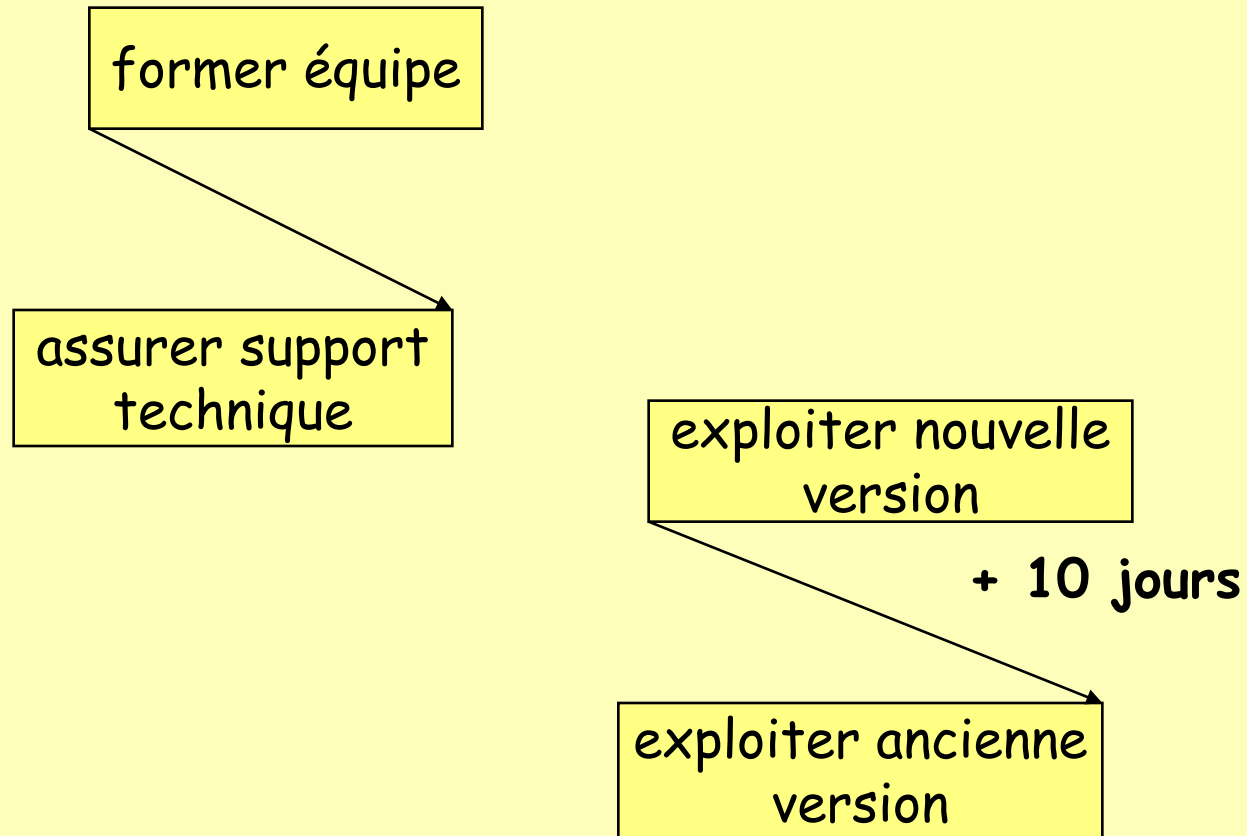 former équipe
assurer support
technique
exploiter nouvelle
version
+ 10 jours
exploiter ancienne
version